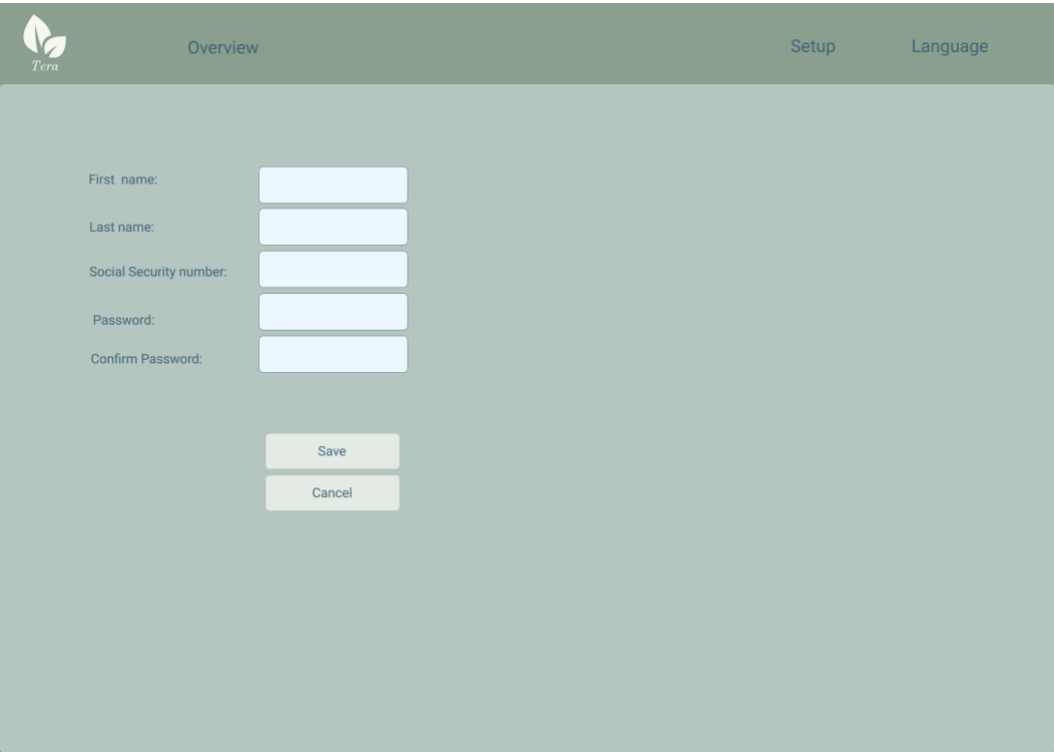 Tera
Overview
Setup
Language
First name:
Last name:
Social Security number:
Password:
Confirm Password:
Save
Cancel